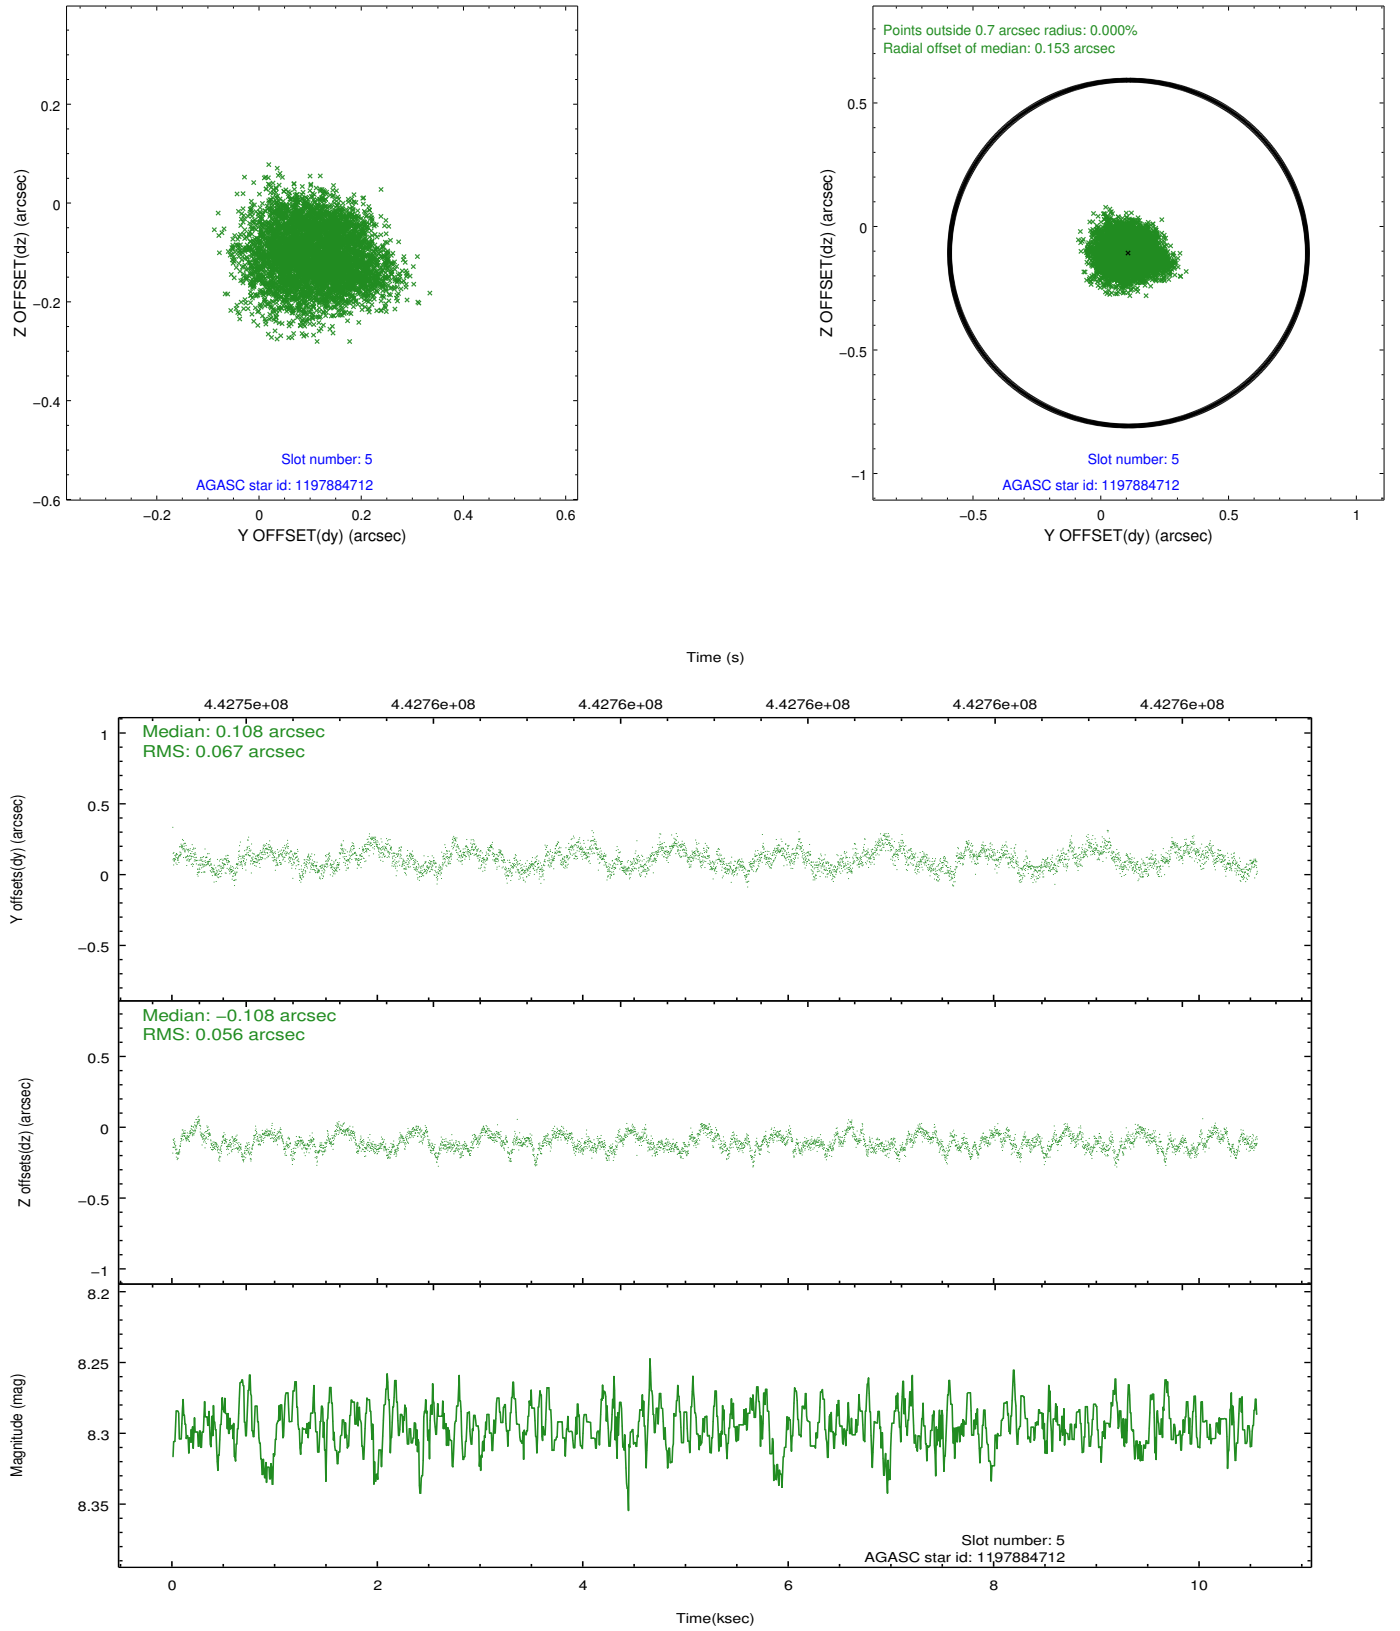 0.2
0
−0.2
−0.4
−0.6
Z OFFSET(dz) (arcsec)
Slot number: 5
AGASC star id: 1197884712
−0.2 0 0.2 0.4 0.6
Y OFFSET(dy) (arcsec)
Points outside 0.7 arcsec radius: 0.000%
Radial offset of median: 0.153 arcsec
0.5
0
−0.5
−1
Z OFFSET(dz) (arcsec)
Slot number: 5
AGASC star id: 1197884712
−0.5 0 0.5 1
Y OFFSET(dy) (arcsec)
Time (s)
4.4275e+08 4.4276e+08 4.4276e+08 4.4276e+08 4.4276e+08 4.4276e+08
Median: 0.108 arcsec
RMS: 0.067 arcsec
1
0.5
0
−0.5
Y offsets(dy) (arcsec)
Median: −0.108 arcsec
RMS: 0.056 arcsec
0.5
0
−0.5
−1
Z offsets(dz) (arcsec)
8.2
8.25
8.3
8.35
Magnitude (mag)
Slot number: 5
AGASC star id: 1197884712
0 2 4 6 8 10
Time(ksec)